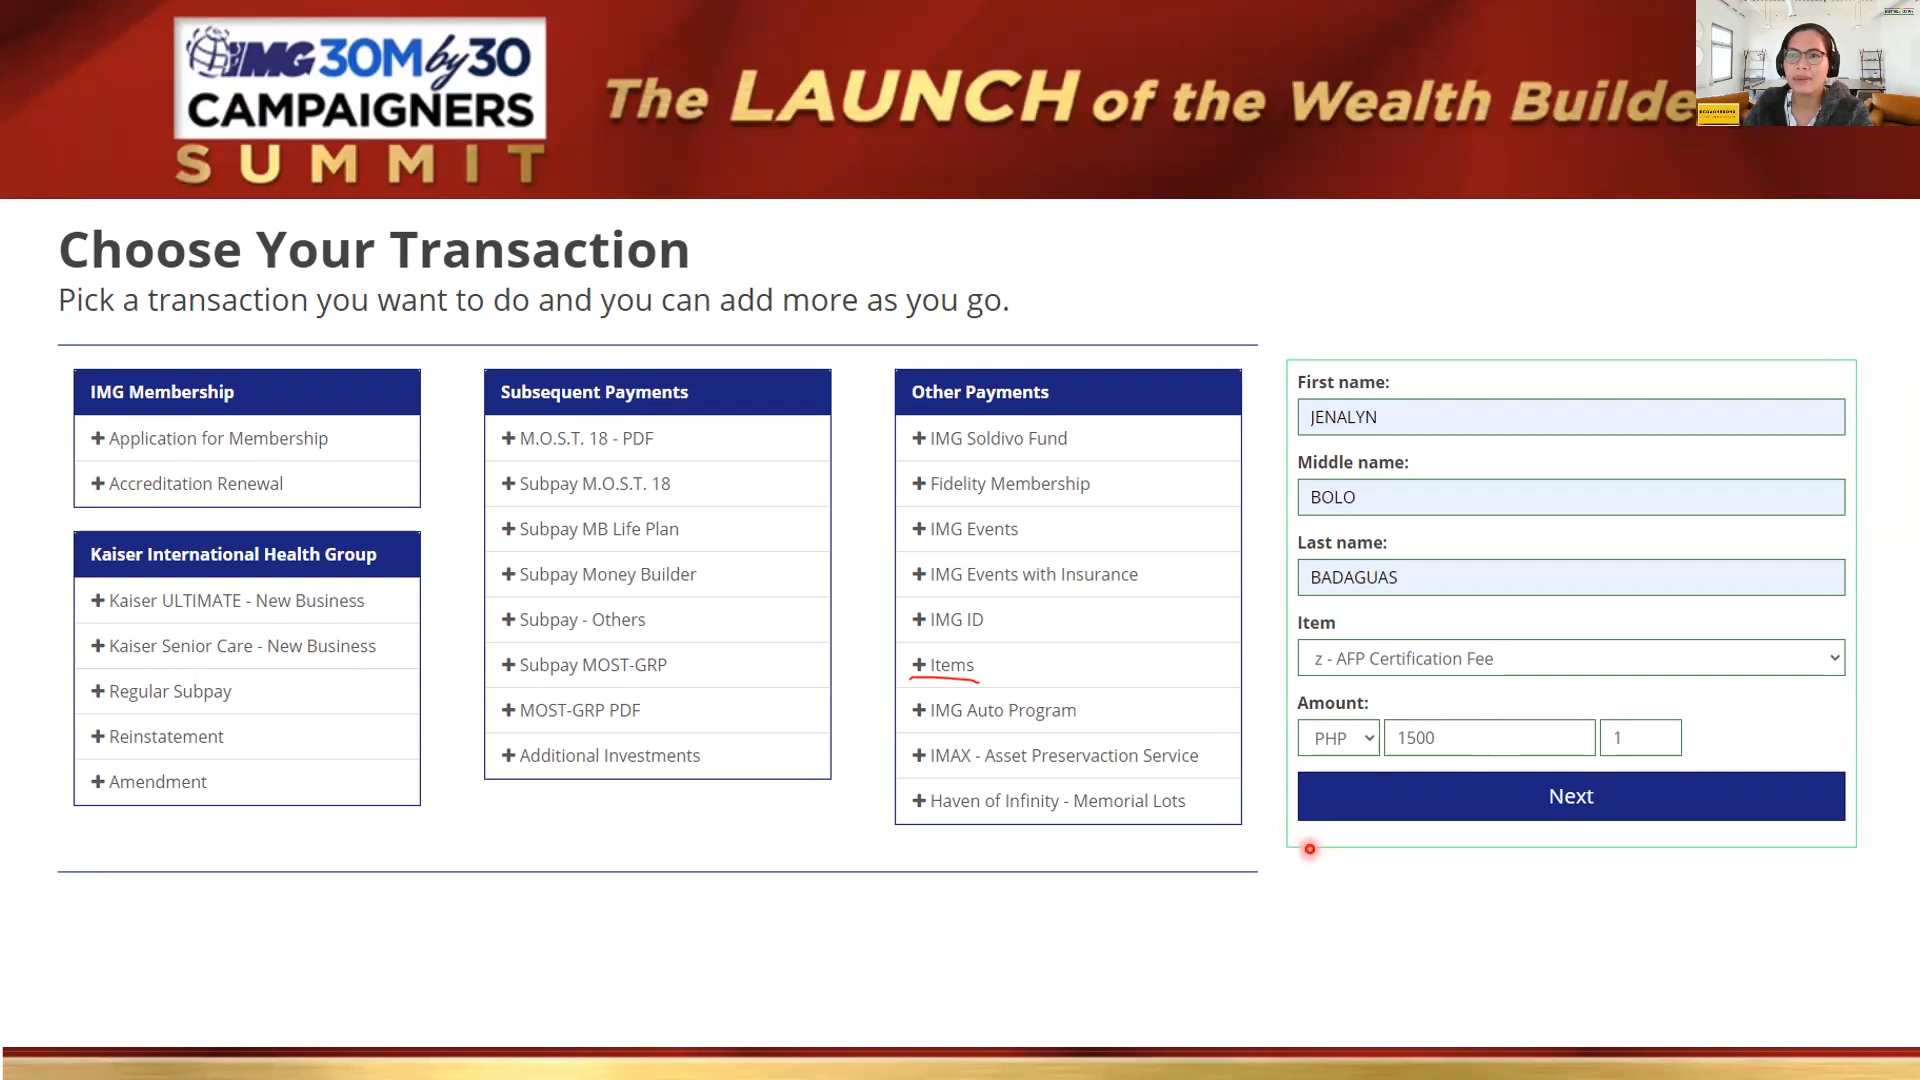 IMG 30M by 30
CAMPAIGNERS
SUMMIT
The LAUNCH of the Wealth Builde
Choose Your Transaction
Pick a transaction you want to do and you can add more as you go.
IMG Membership
Application for Membership
Accreditation Renewal
Kaiser International Health Group
Kaiser ULTIMATE - New Business
Kaiser Senior Care - New Business
Regular Subpay
Reinstatement
Amendment
Subsequent Payments
M.O.S.T. 18 - PDF
Subpay M.O.S.T. 18
Subpay MB Life Plan
Subpay Money Builder
Subpay - Others
Subpay MOST-GRP
MOST-GRP PDF
Additional Investments
Other Payments
IMG Soldivo Fund
Fidelity Membership
IMG Events
IMG Events with Insurance
IMG ID
Items
IMG Auto Program
IMAX - Asset Preservaction Service
Haven of Infinity - Memorial Lots
First name:
JENALYN
Middle name:
BOLO
Last name:
BADAGUAS
Item
z - AFP Certification Fee
Amount:
PHP 1500 1
Next